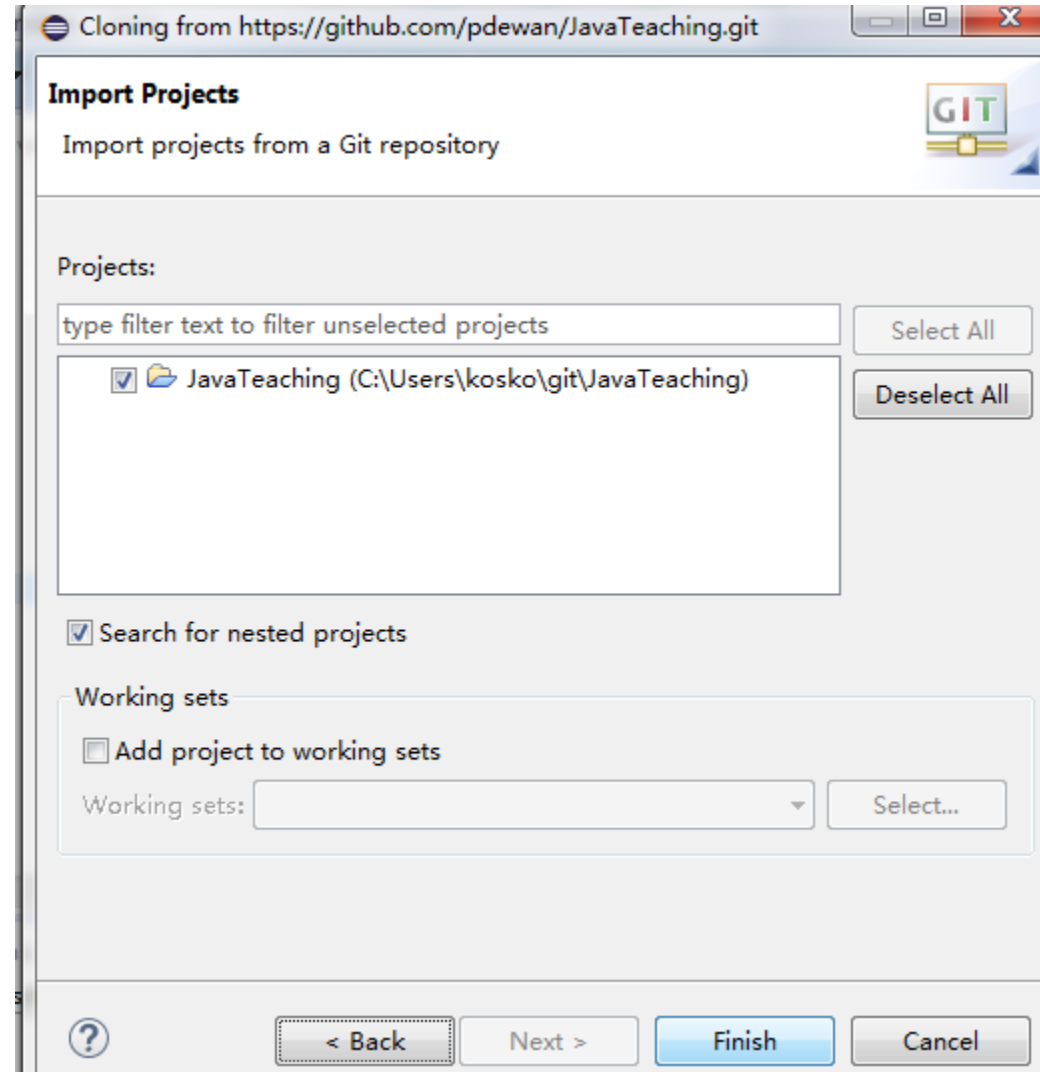 Cloning from https://github.com/pdewan/JavaTeaching.git
Import Projects
Import projects from a Git repository
GIT
Projects:
type filter text to filter unselected projects
Select All
JavaTeaching (C:\Users\kosko\git\JavaTeaching)
Deselect All
Search for nested projects
Working sets
Add project to working sets
Working sets:
Select...
?
< Back
Next >
Finish
Cancel